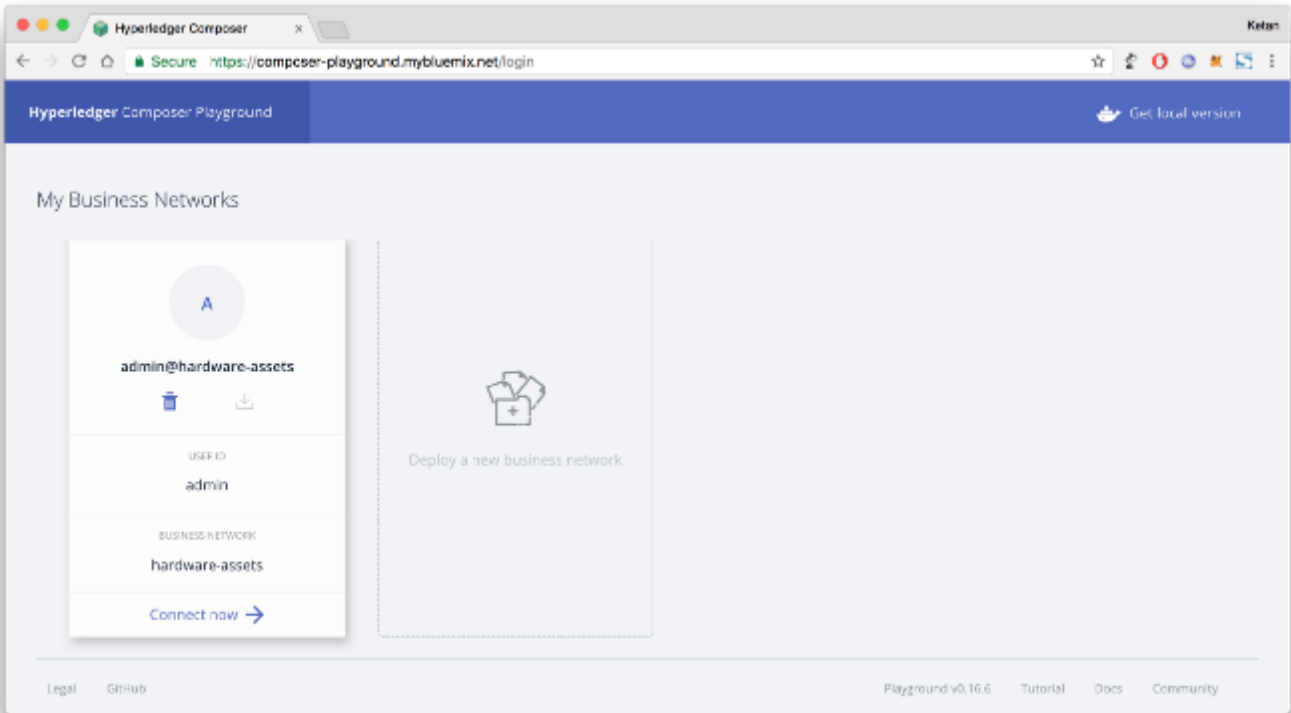 Hyperledger Composer
Ketan
Secure https://composer-playground.mybluemix.net/login
Hyperledger Composer Playground
Get local version
My Business Networks
A
admin@hardware-assets
USER ID
admin
BUSINESS NETWORK
hardware-assets
Connect now
Deploy a new business network
Legal GitHub
Playground v0.16.6 Tutorial Docs Community